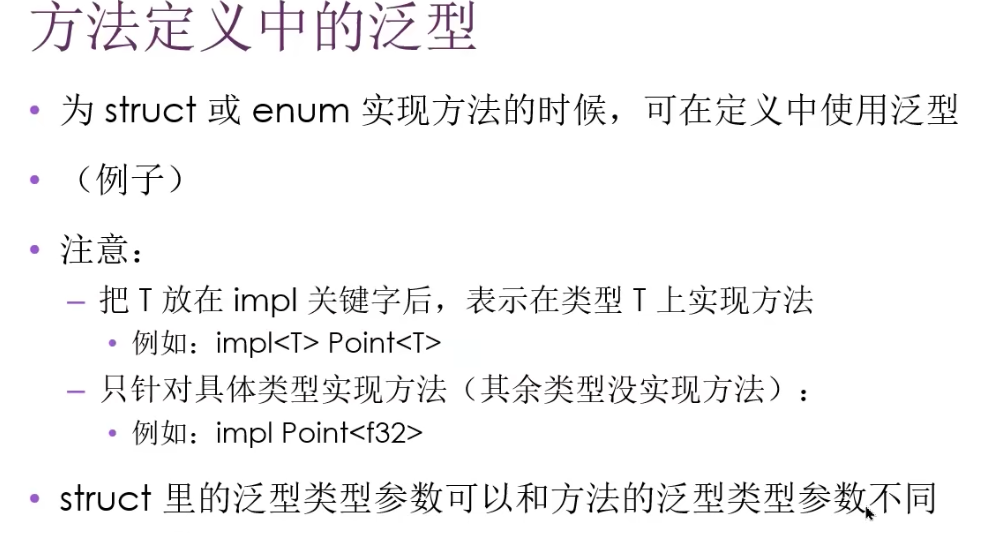 方法定义中的泛型
• 为 struct 或 enum 实现方法的时候，可在定义中使用泛型
• （例子）
• 注意：
– 把 T 放在 impl 关键字后，表示在类型 T 上实现方法
• 例如：impl<T> Point<T>
– 只针对具体类型实现方法（其余类型没实现方法）：
• 例如：impl Point<f32>
• struct 里的泛型类型参数可以和方法的泛型类型参数不同